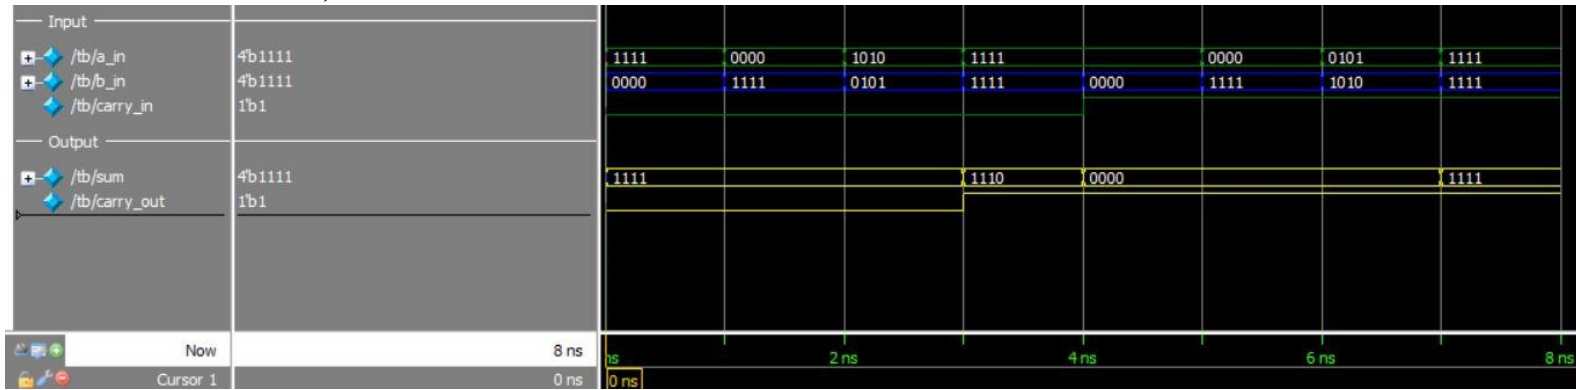 Input
/tb/a_in 4'b1111 1111 0000 1010 1111 0000 0101 1111
/tb/b_in 4'b1111 0000 1111 0101 1111 0000 1111 1010 1111
/tb/carry_in 1'b1
Output
/tb/sum 4'b1111 1111 1110 0000 1111
/tb/carry_out 1'b1
Now 8 ns ns 2 ns 4 ns 6 ns 8 ns
Cursor 1 0 ns 0 ns